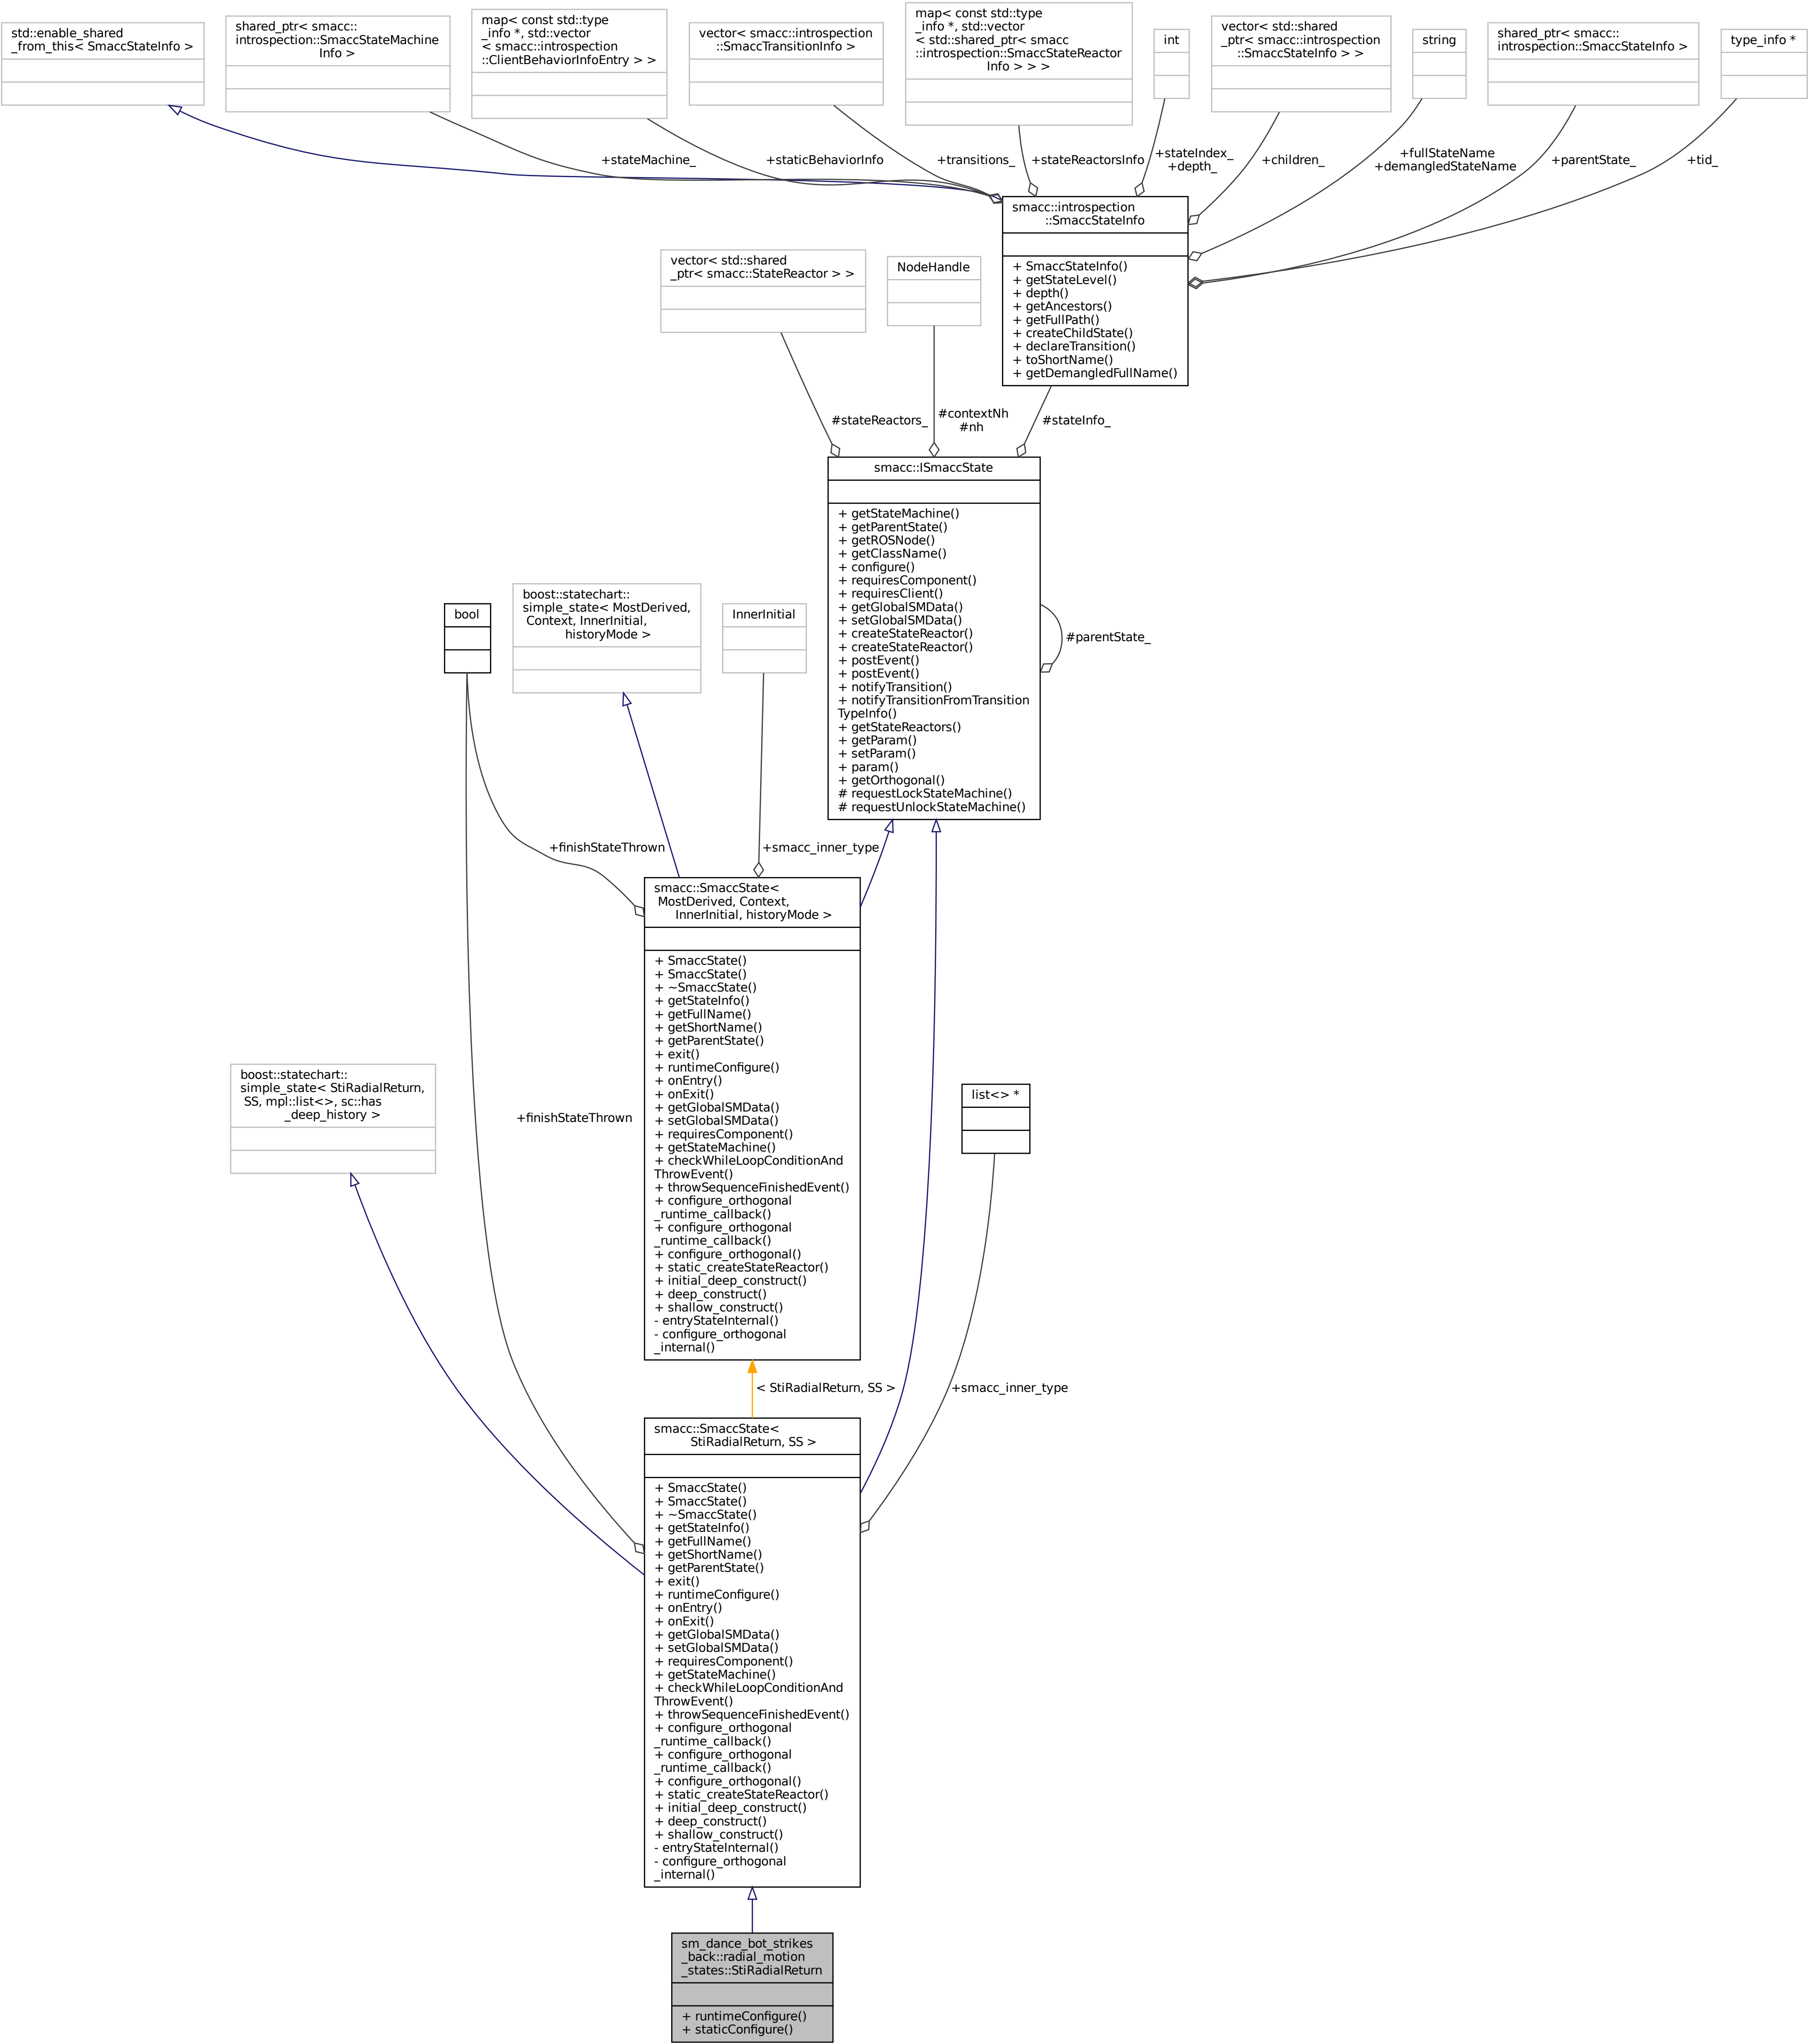 std::enable_shared
_from_this< SmaccStateInfo >
shared_ptr< smacc::
introspection::SmaccStateMachine
Info >
map< const std::type
_info *, std::vector
< smacc::introspection
::ClientBehaviorInfoEntry > >
vector< smacc::introspection
::SmaccTransitionInfo >
map< const std::type
_info *, std::vector
< std::shared_ptr< smacc
::introspection::SmaccStateReactor
Info > > >
int
vector< std::shared
_ptr< smacc::introspection
::SmaccStateInfo > >
string
shared_ptr< smacc::
introspection::SmaccStateInfo >
type_info *
+stateMachine_
+staticBehaviorInfo
+transitions_
+stateReactorsInfo
+stateIndex_
+depth_
+children_
+fullStateName
+demangledStateName
+parentState_
+tid_
smacc::introspection
::SmaccStateInfo
+ SmaccStateInfo()
+ getStateLevel()
+ depth()
+ getAncestors()
+ getFullPath()
+ createChildState()
+ declareTransition()
+ toShortName()
+ getDemangledFullName()
vector< std::shared
_ptr< smacc::StateReactor > >
NodeHandle
#stateReactors_
#contextNh
#nh
#stateInfo_
smacc::ISmaccState
+ getStateMachine()
+ getParentState()
+ getROSNode()
+ getClassName()
+ configure()
+ requiresComponent()
+ requiresClient()
+ getGlobalSMData()
+ setGlobalSMData()
+ createStateReactor()
+ createStateReactor()
+ postEvent()
+ postEvent()
+ notifyTransition()
+ notifyTransitionFromTransition
TypeInfo()
+ getStateReactors()
+ getParam()
+ setParam()
+ param()
+ getOrthogonal()
# requestLockStateMachine()
# requestUnlockStateMachine()
#parentState_
bool
boost::statechart::
simple_state< MostDerived,
Context, InnerInitial,
historyMode >
InnerInitial
+finishStateThrown
+smacc_inner_type
smacc::SmaccState<
MostDerived, Context,
InnerInitial, historyMode >
+ SmaccState()
+ SmaccState()
+ ~SmaccState()
+ getStateInfo()
+ getFullName()
+ getShortName()
+ getParentState()
+ exit()
+ runtimeConfigure()
+ onEntry()
+ onExit()
+ getGlobalSMData()
+ setGlobalSMData()
+ requiresComponent()
+ getStateMachine()
+ checkWhileLoopConditionAnd
ThrowEvent()
+ throwSequenceFinishedEvent()
+ configure_orthogonal
_runtime_callback()
+ configure_orthogonal
_runtime_callback()
+ configure_orthogonal()
+ static_createStateReactor()
+ initial_deep_construct()
+ deep_construct()
+ shallow_construct()
- entryStateInternal()
- configure_orthogonal
_internal()
boost::statechart::
simple_state< StiRadialReturn,
SS, mpl::list<>, sc::has
_deep_history >
+finishStateThrown
list<> *
< StiRadialReturn, SS >
+smacc_inner_type
smacc::SmaccState<
StiRadialReturn, SS >
+ SmaccState()
+ SmaccState()
+ ~SmaccState()
+ getStateInfo()
+ getFullName()
+ getShortName()
+ getParentState()
+ exit()
+ runtimeConfigure()
+ onEntry()
+ onExit()
+ getGlobalSMData()
+ setGlobalSMData()
+ requiresComponent()
+ getStateMachine()
+ checkWhileLoopConditionAnd
ThrowEvent()
+ throwSequenceFinishedEvent()
+ configure_orthogonal
_runtime_callback()
+ configure_orthogonal
_runtime_callback()
+ configure_orthogonal()
+ static_createStateReactor()
+ initial_deep_construct()
+ deep_construct()
+ shallow_construct()
- entryStateInternal()
- configure_orthogonal
_internal()
sm_dance_bot_strikes
_back::radial_motion
_states::StiRadialReturn
+ runtimeConfigure()
+ staticConfigure()